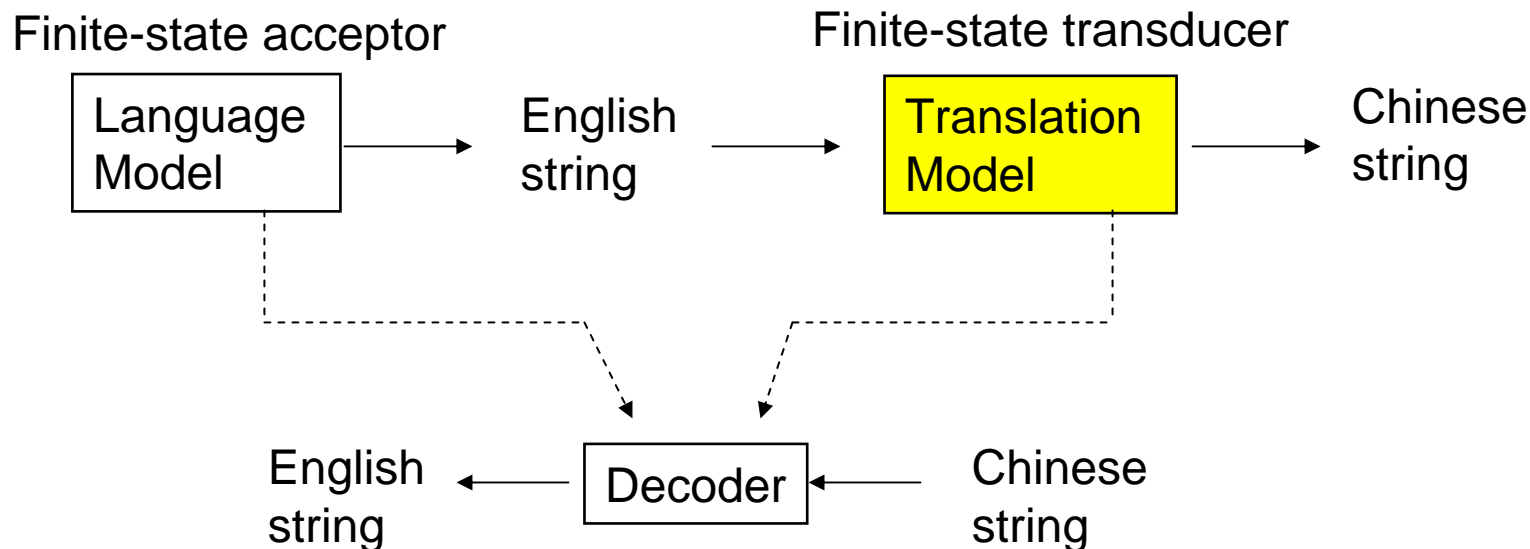 Finite-state acceptor
Finite-state transducer
Language
Model
English
string
Translation
Model
Chinese
string
English
string
Decoder
Chinese
string